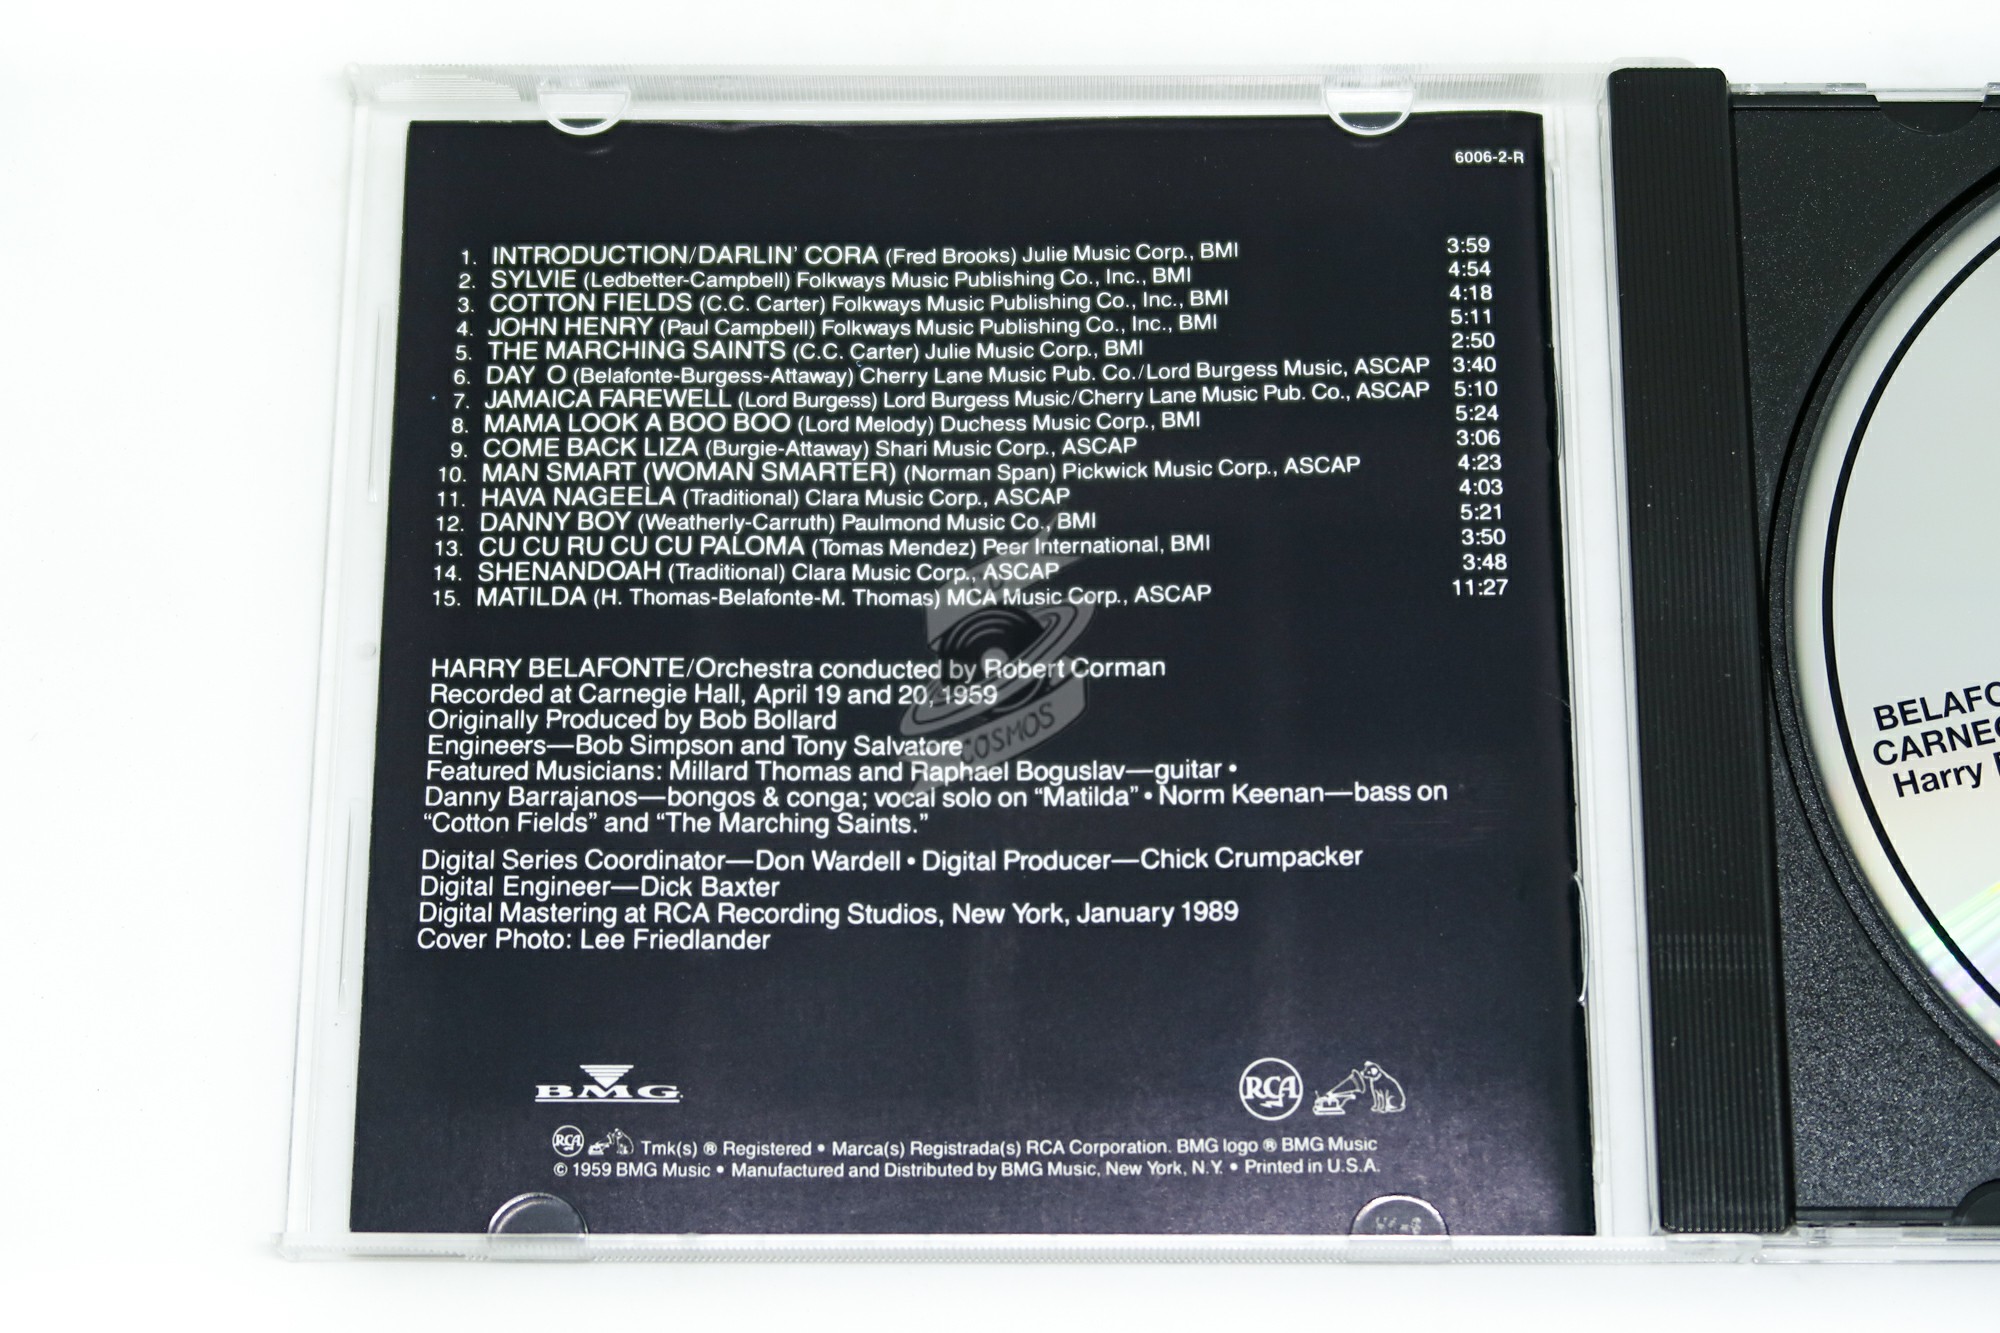 6006-2-R
1. INTRODUCTION/DARLIN' CORA (Fred Brooks) Julie Music Corp., BMI 3:59
2. SYLVIE (Ledbetter-Campbell) Folkways Music Publishing Co., Inc., BMI 4:54
3. COTTON FIELDS (C.C. Carter) Folkways Music Publishing Co., Inc., BMI 4:18
4. JOHN HENRY (Paul Campbell) Folkways Music Publishing Co., Inc., BMI 5:11
5. THE MARCHING SAINTS (C.C. Carter) Julie Music Corp., BMI 2:50
6. DAY O (Belafonte-Burgess-Attaway) Cherry Lane Music Pub. Co./Lord Burgess Music, ASCAP 3:40
7. JAMAICA FAREWELL (Lord Burgess) Lord Burgess Music/Cherry Lane Music Pub. Co., ASCAP 5:10
8. MAMA LOOK A BOO BOO (Lord Melody) Duchess Music Corp., BMI 5:24
9. COME BACK LIZA (Burgie-Attaway) Shari Music Corp., ASCAP 3:06
10. MAN SMART (WOMAN SMARTER) (Norman Span) Pickwick Music Corp., ASCAP 4:23
11. HAVA NAGEELA (Traditional) Clara Music Corp., ASCAP 4:03
12. DANNY BOY (Weatherly-Carruth) Paulmond Music Co., BMI 5:21
13. CU CU RU CU CU PALOMA (Tomas Mendez) Peer International, BMI 3:50
14. SHENANDOAH (Traditional) Clara Music Corp., ASCAP 3:48
15. MATILDA (H. Thomas-Belafonte-M. Thomas) MCA Music Corp., ASCAP 11:27
HARRY BELAFONTE/Orchestra conducted by Robert Corman
Recorded at Carnegie Hall, April 19 and 20, 1959
Originally Produced by Bob Bollard
Engineers—Bob Simpson and Tony Salvatore
Featured Musicians: Millard Thomas and Raphael Boguslav—guitar •
Danny Barrajanos—bongos & conga; vocal solo on "Matilda" • Norm Keenan—bass on
"Cotton Fields" and "The Marching Saints."
Digital Series Coordinator—Don Wardell • Digital Producer—Chick Crumpacker
Digital Engineer—Dick Baxter
Digital Mastering at RCA Recording Studios, New York, January 1989
Cover Photo: Lee Friedlander
COSMOS
BMG
RCA
RCA Tmk(s) ® Registered • Marca(s) Registrada(s) RCA Corporation. BMG logo ® BMG Music
© 1959 BMG Music • Manufactured and Distributed by BMG Music, New York, N.Y. • Printed in U.S.A.
BELAFO
CARNEG
Harry